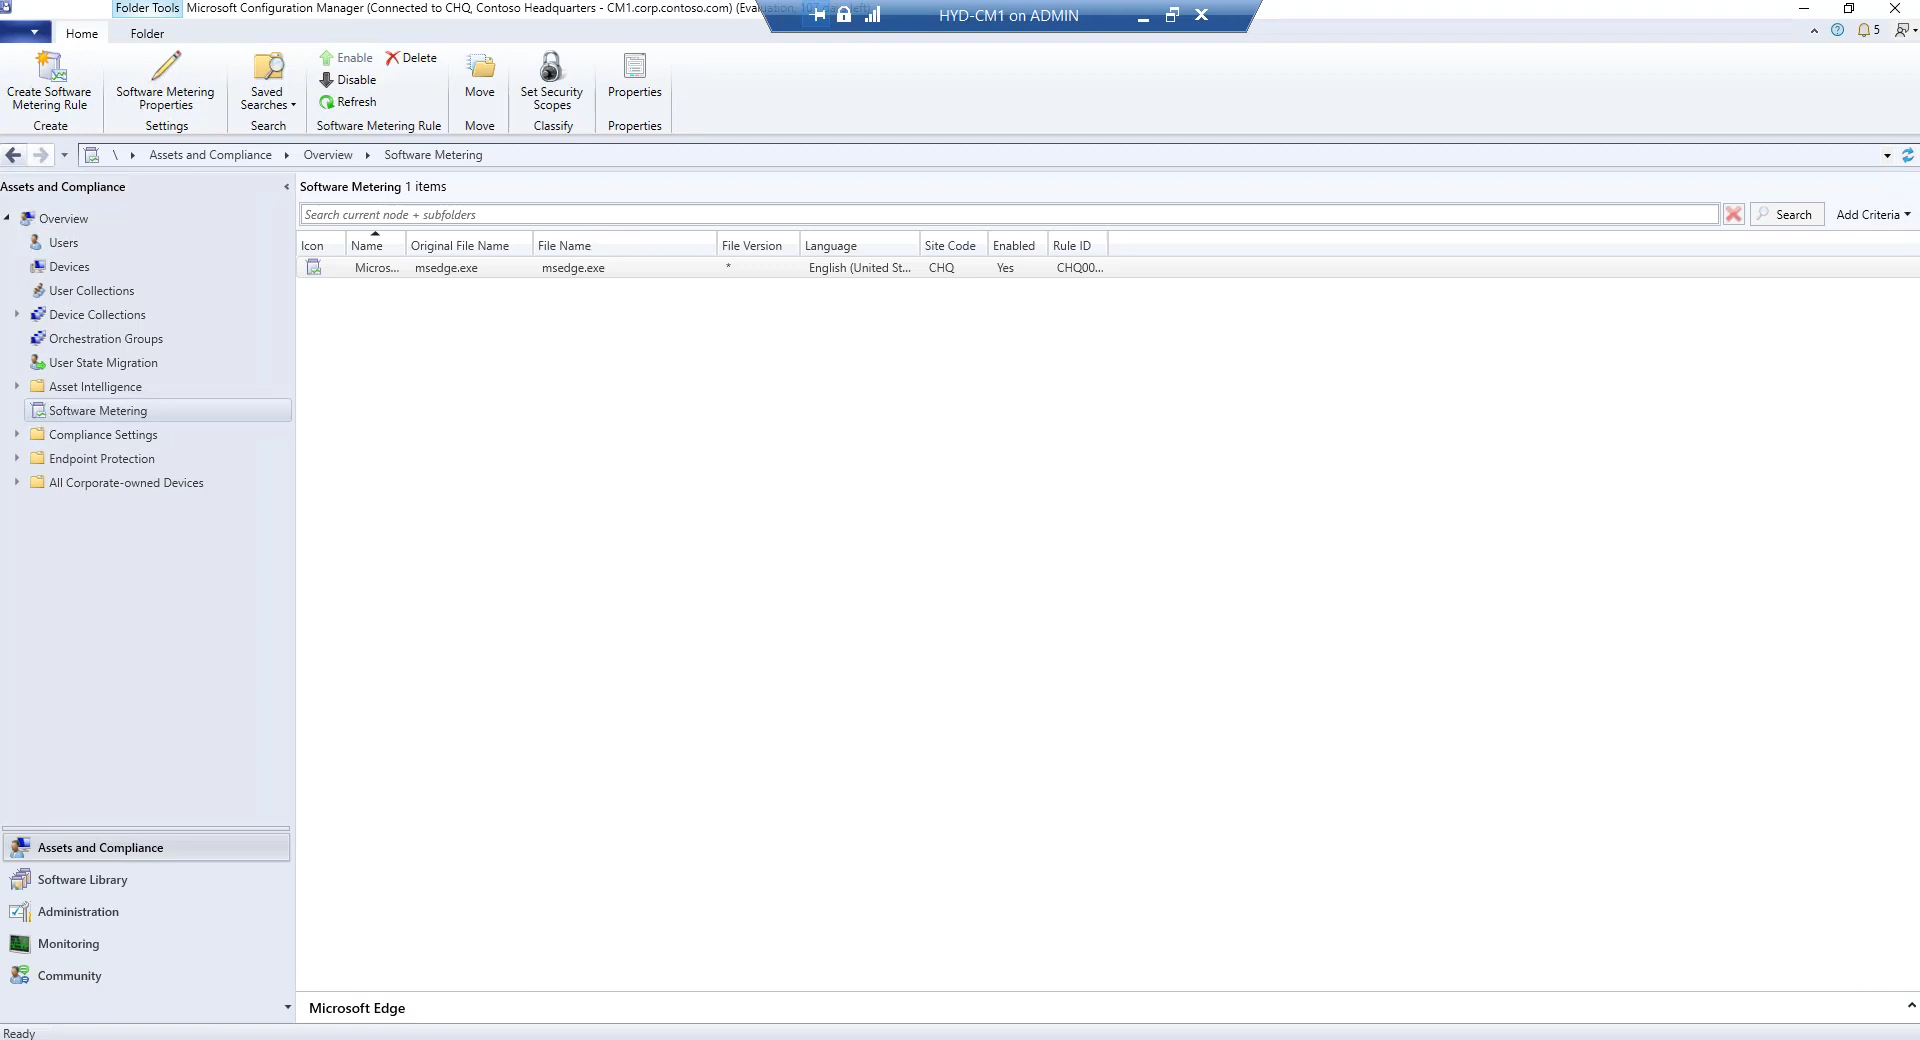 Folder Tools Microsoft Configuration Manager (Connected to CHQ, Contoso Headquarters - CM1.corp.contoso.com) (Evaluation,
HYD-CM1 on ADMIN
Home Folder
5
Create Software Metering Rule
Create
Software Metering Properties
Settings
Saved Searches
Search
Enable Delete
Disable
Refresh
Software Metering Rule
Move
Move
Set Security Scopes
Classify
Properties
Properties
\ Assets and Compliance Overview Software Metering
Assets and Compliance
Overview
Users
Devices
User Collections
Device Collections
Orchestration Groups
User State Migration
Asset Intelligence
Software Metering
Compliance Settings
Endpoint Protection
All Corporate-owned Devices
Assets and Compliance
Software Library
Administration
Monitoring
Community
Software Metering 1 items
Search current node + subfolders
Search Add Criteria
Icon Name Original File Name File Name File Version Language Site Code Enabled Rule ID
Micros... msedge.exe msedge.exe * English (United St... CHQ Yes CHQ00...
Microsoft Edge
Ready